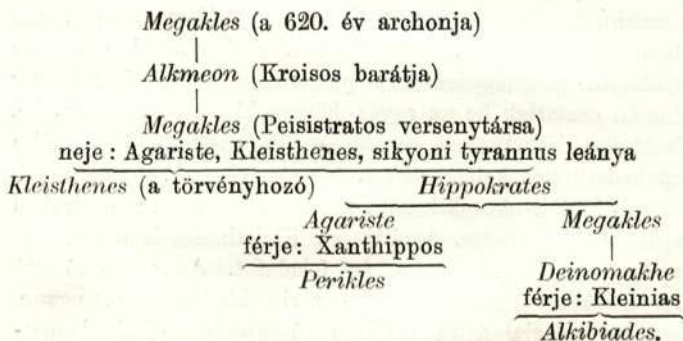 Megakles (a 620. év archonja)
Alkmeon (Kroisos barátja)
Megakles (Peisistratos versenytársa)
neje: Agariste, Kleisthenes, sikyoni tyrannus leánya
Kleisthenes (a törvényhozó) Hippokrates
Agariste Megakles
férje: Xanthippos
Perikles
Deinomakhe
férje: Kleinias
Alkibiades.